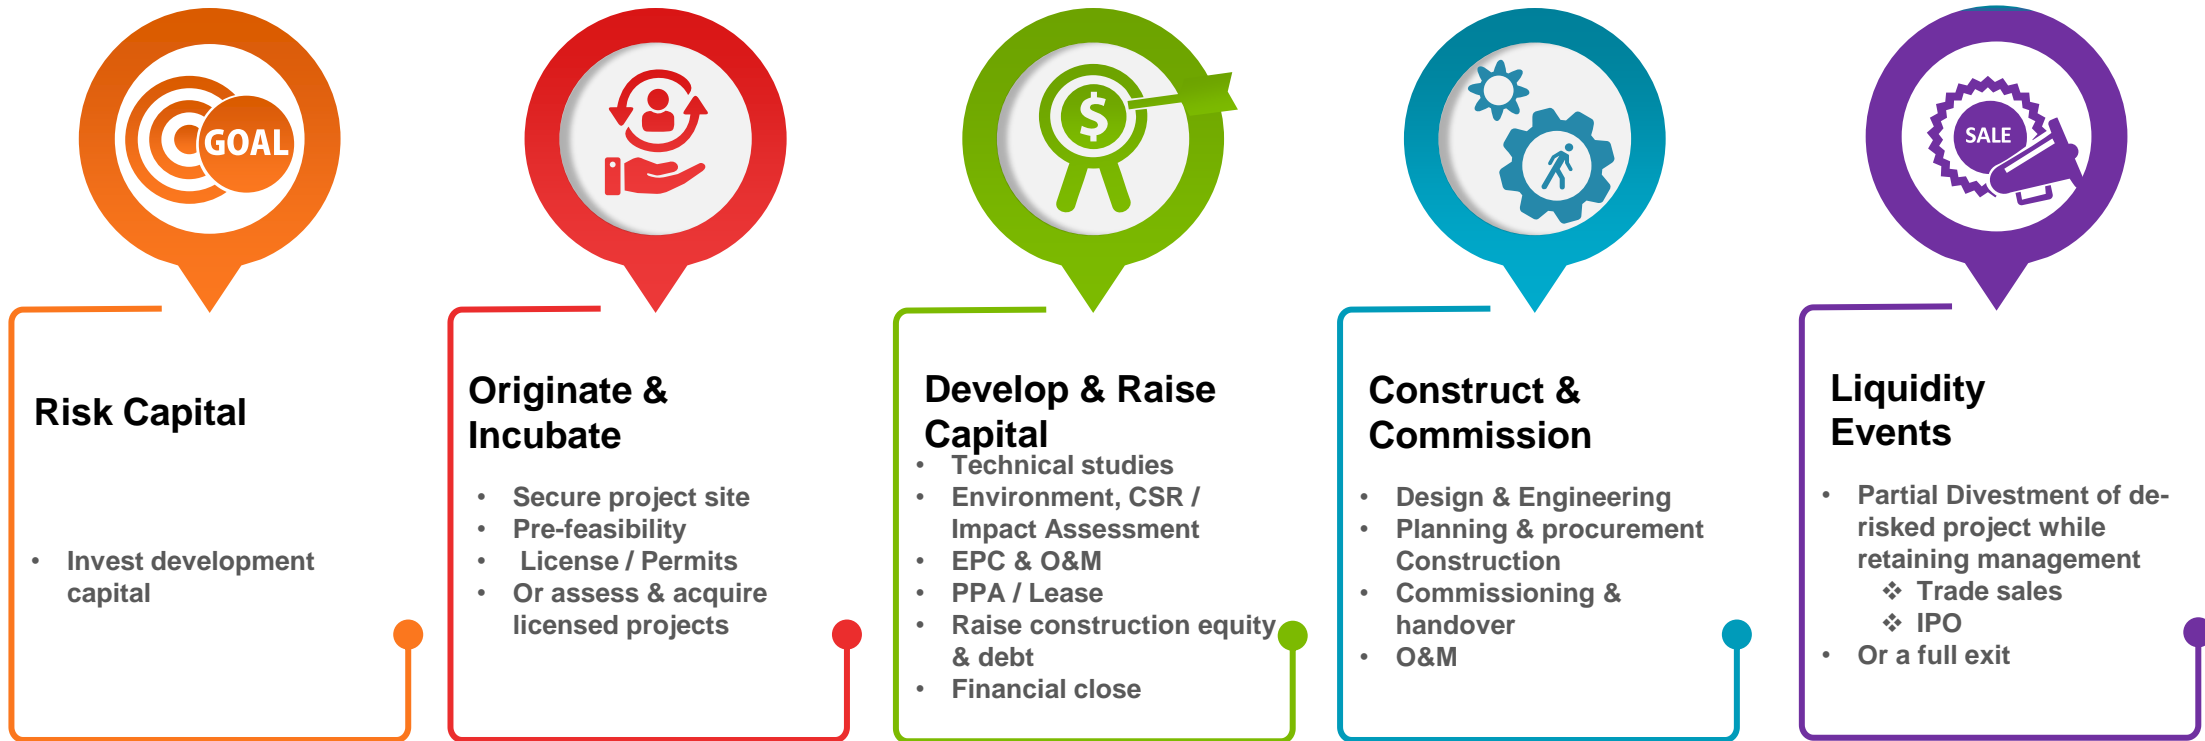 GOAL
Risk Capital
• Invest development
capital
Originate &
Incubate
• Secure project site
• Pre-feasibility
• License / Permits
• Or assess & acquire
licensed projects
$
Develop & Raise
Capital
• Technical studies
• Environment, CSR /
Impact Assessment
• EPC & O&M
• PPA / Lease
• Raise construction equity
& debt
• Financial close
Construct &
Commission
• Design & Engineering
• Planning & procurement
Construction
• Commissioning &
handover
• O&M
SALE
Liquidity
Events
• Partial Divestment of de-
risked project while
retaining management
❖ Trade sales
❖ IPO
• Or a full exit